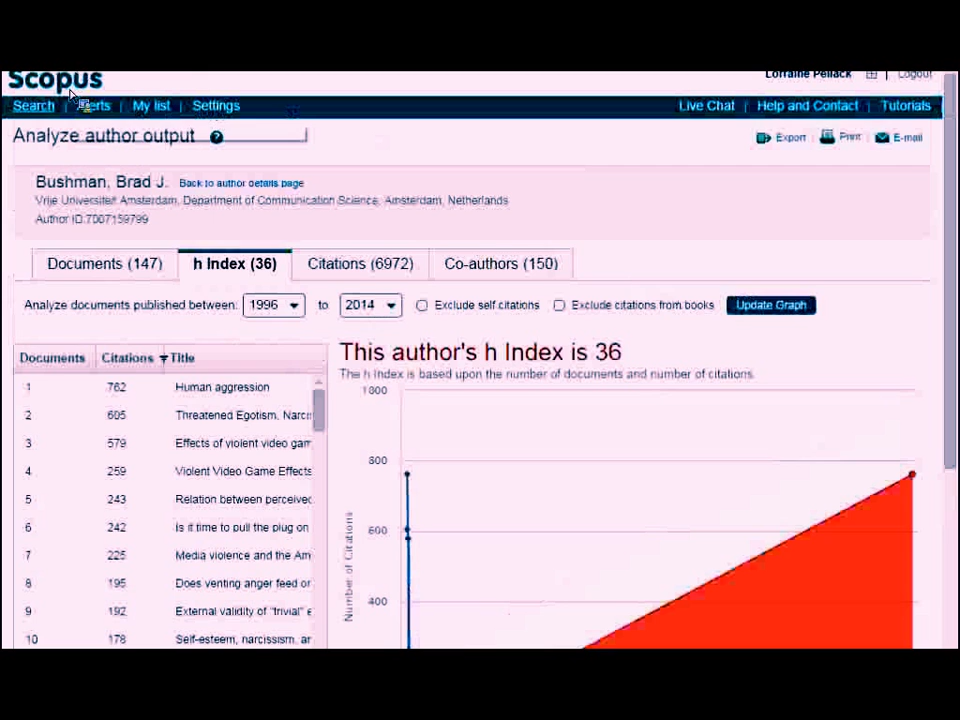 Scopus
Lorraine Pellack Logout
Search Alerts My list Settings Live Chat Help and Contact Tutorials
Analyze author output ?
Export Print E-mail
Bushman, Brad J. Back to author details page
Vrije Universiteit Amsterdam, Department of Communication Science, Amsterdam, Netherlands
Author ID:7007159799
Documents (147) h Index (36) Citations (6972) Co-authors (150)
Analyze documents published between: 1996 to 2014 Exclude self citations Exclude citations from books Update Graph
Documents Citations Title
1 762 Human aggression
2 605 Threatened Egotism, Narci
3 579 Effects of violent video gam
4 259 Violent Video Game Effects
5 243 Relation between perceived
6 242 Is it time to pull the plug on
7 225 Media violence and the Am
8 195 Does venting anger feed or
9 192 External validity of "trivial" e
10 178 Self-esteem, narcissism, ar
This author's h Index is 36
The h Index is based upon the number of documents and number of citations.
1000
800
600
400
Number of Citations